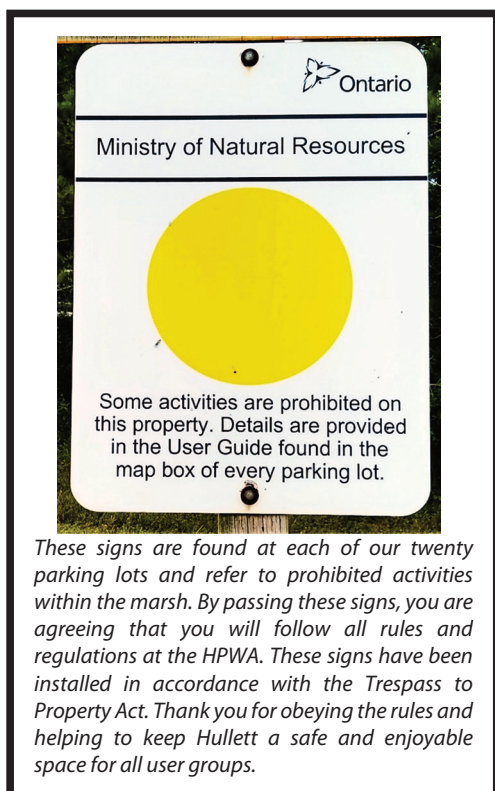 Ontario
Ministry of Natural Resources
Some activities are prohibited on
this property. Details are provided
in the User Guide found in the
map box of every parking lot.
These signs are found at each of our twenty
parking lots and refer to prohibited activities
within the marsh. By passing these signs, you are
agreeing that you will follow all rules and
regulations at the HPWA. These signs have been
installed in accordance with the Trespass to
Property Act. Thank you for obeying the rules and
helping to keep Hullett a safe and enjoyable
space for all user groups.